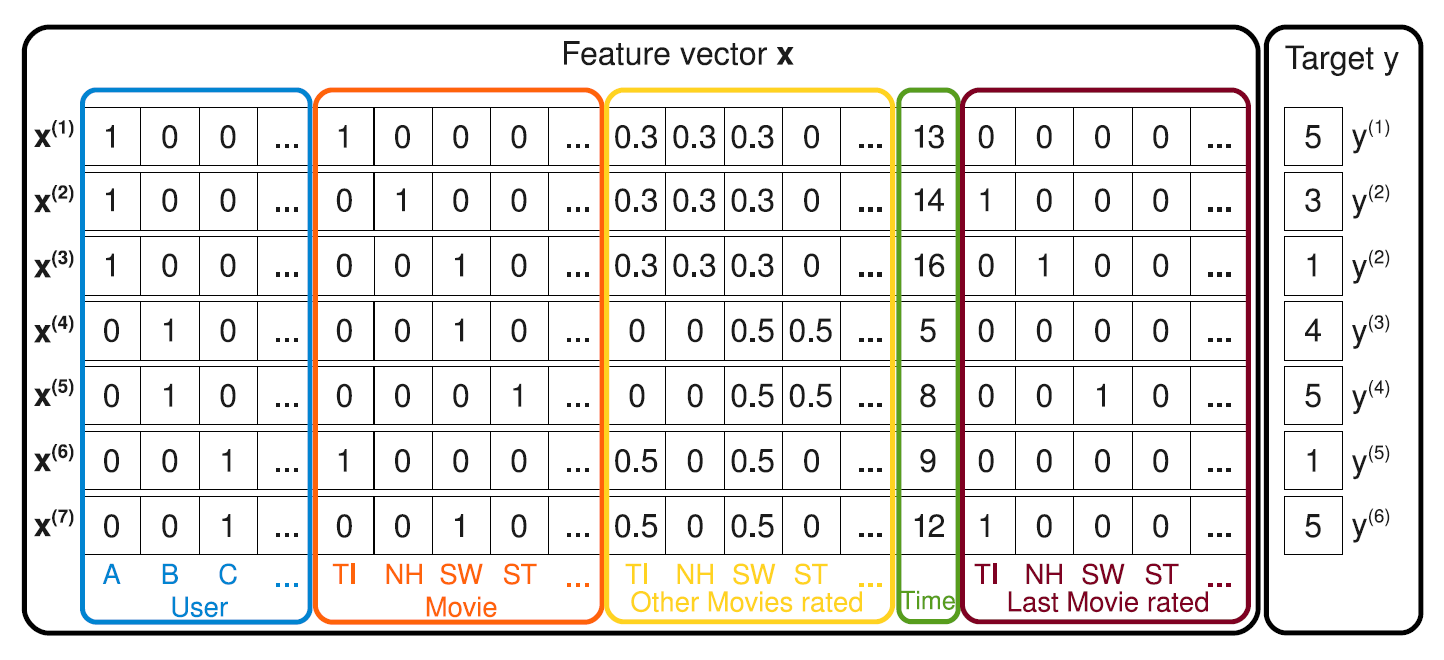 Feature vector x Target y
x(1) 1 0 0 ... 1 0 0 0 ... 0.3 0.3 0.3 0 ... 13 0 0 0 0 ... 5 y(1)
x(2) 1 0 0 ... 0 1 0 0 ... 0.3 0.3 0.3 0 ... 14 1 0 0 0 ... 3 y(2)
x(3) 1 0 0 ... 0 0 1 0 ... 0.3 0.3 0.3 0 ... 16 0 1 0 0 ... 1 y(2)
x(4) 0 1 0 ... 0 0 1 0 ... 0 0 0.5 0.5 ... 5 0 0 0 0 ... 4 y(3)
x(5) 0 1 0 ... 0 0 0 1 ... 0 0 0.5 0.5 ... 8 0 0 1 0 ... 5 y(4)
x(6) 0 0 1 ... 1 0 0 0 ... 0.5 0 0.5 0 ... 9 0 0 0 0 ... 1 y(5)
x(7) 0 0 1 ... 0 0 1 0 ... 0.5 0 0.5 0 ... 12 1 0 0 0 ... 5 y(6)
A B C ... TI NH SW ST ... TI NH SW ST ... TI NH SW ST ...
User Movie Other Movies rated Time Last Movie rated